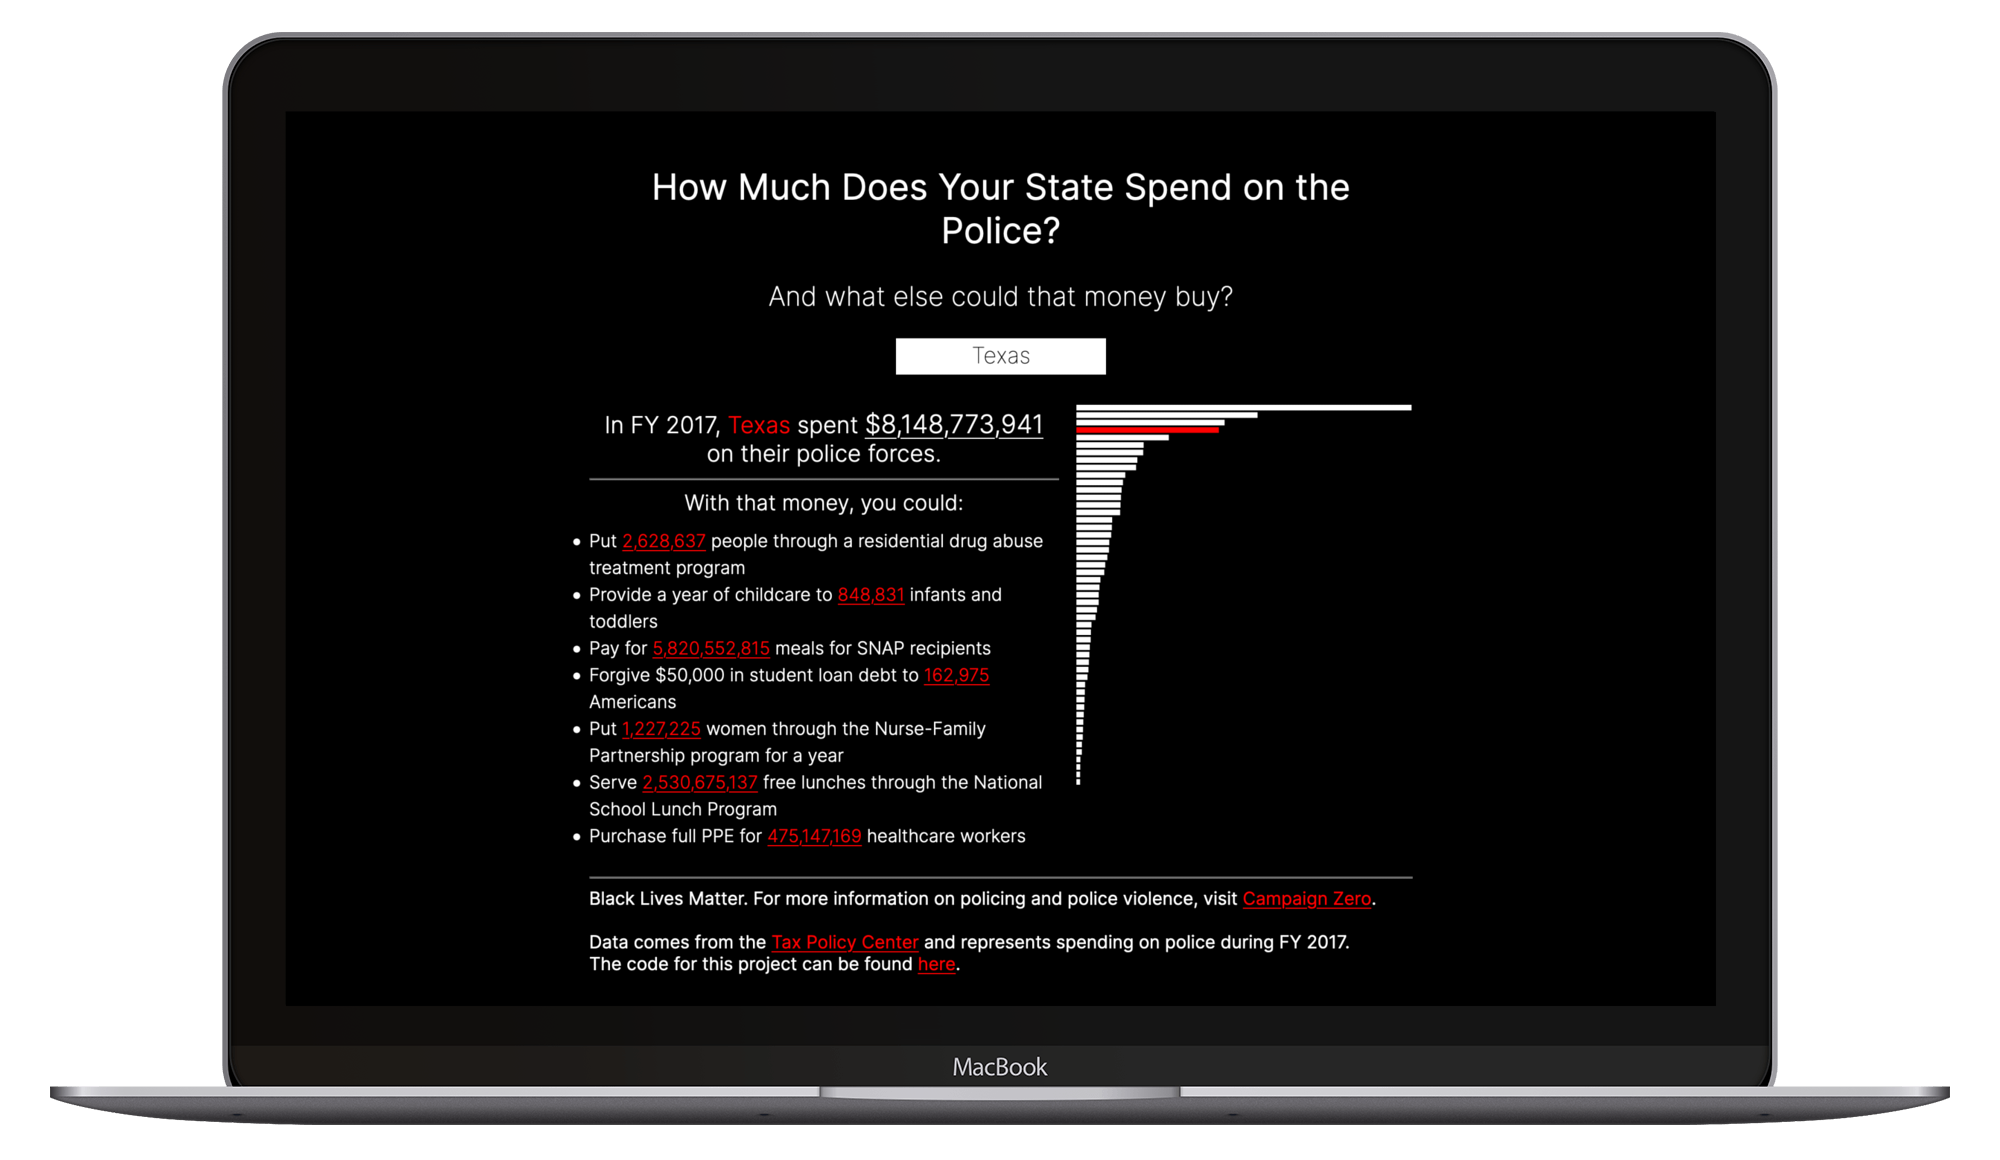 How Much Does Your State Spend on the
Police?
And what else could that money buy?
Texas
In FY 2017, Texas spent $8,148,773,941
on their police forces.
With that money, you could:
• Put 2,628,637 people through a residential drug abuse
treatment program
• Provide a year of childcare to 848,831 infants and
toddlers
• Pay for 5,820,552,815 meals for SNAP recipients
• Forgive $50,000 in student loan debt to 162,975
Americans
• Put 1,227,225 women through the Nurse-Family
Partnership program for a year
• Serve 2,530,675,137 free lunches through the National
School Lunch Program
• Purchase full PPE for 475,147,169 healthcare workers
Black Lives Matter. For more information on policing and police violence, visit Campaign Zero.
Data comes from the Tax Policy Center and represents spending on police during FY 2017.
The code for this project can be found here.
MacBook